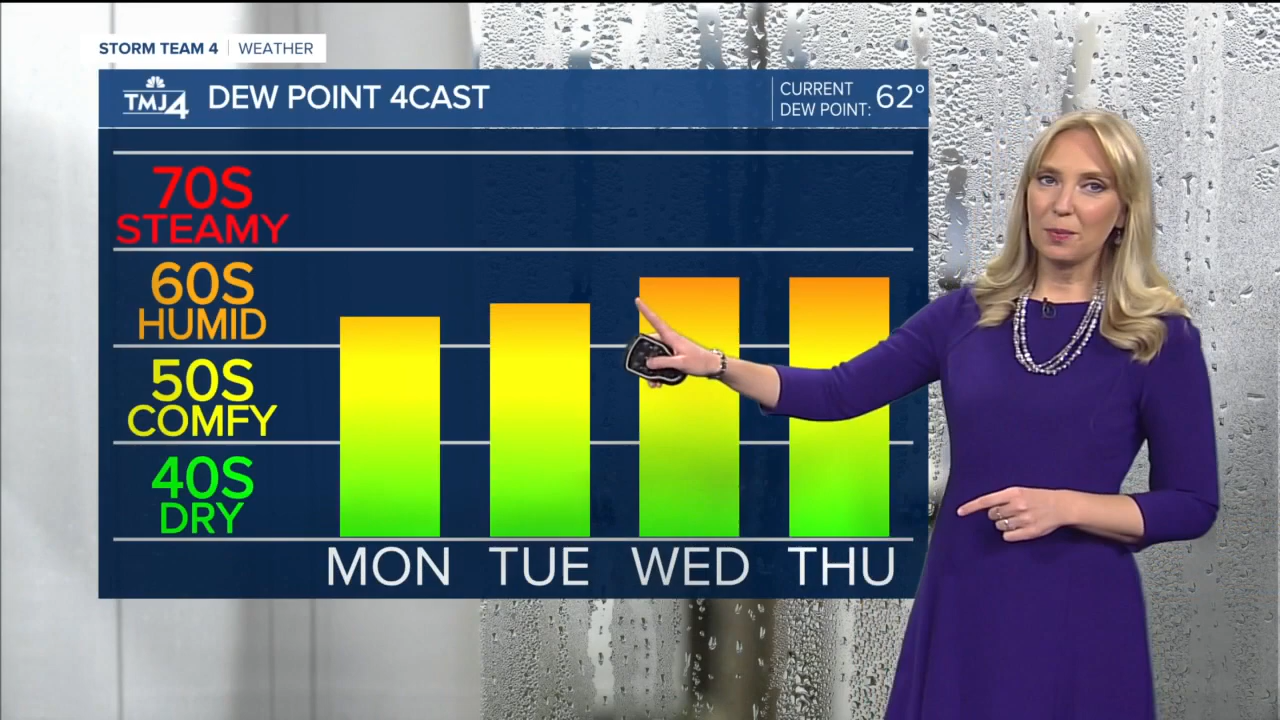 STORM TEAM 4 | WEATHER
TMJ4 DEW POINT 4CAST
CURRENT
DEW POINT: 62°
70S
STEAMY
60S
HUMID
50S
COMFY
40S
DRY
MON TUE WED THU